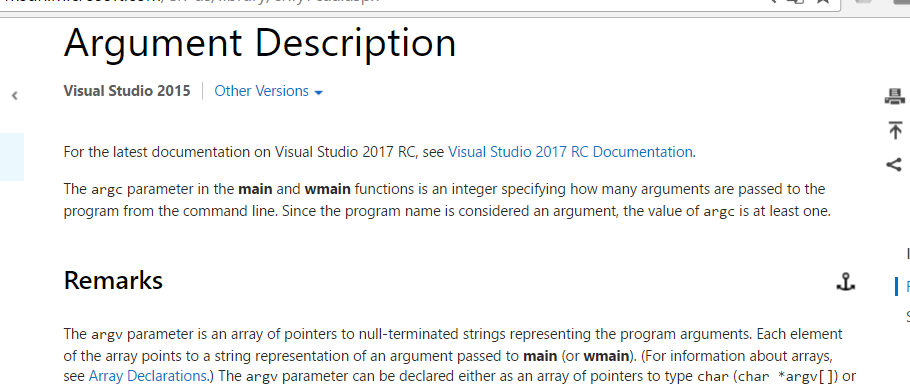 Argument Description
Visual Studio 2015 Other Versions
For the latest documentation on Visual Studio 2017 RC, see Visual Studio 2017 RC Documentation.
The argc parameter in the main and wmain functions is an integer specifying how many arguments are passed to the
program from the command line. Since the program name is considered an argument, the value of argc is at least one.
Remarks
The argv parameter is an array of pointers to null-terminated strings representing the program arguments. Each element
of the array points to a string representation of an argument passed to main (or wmain). (For information about arrays,
see Array Declarations.) The argv parameter can be declared either as an array of pointers to type char (char *argv[]) or